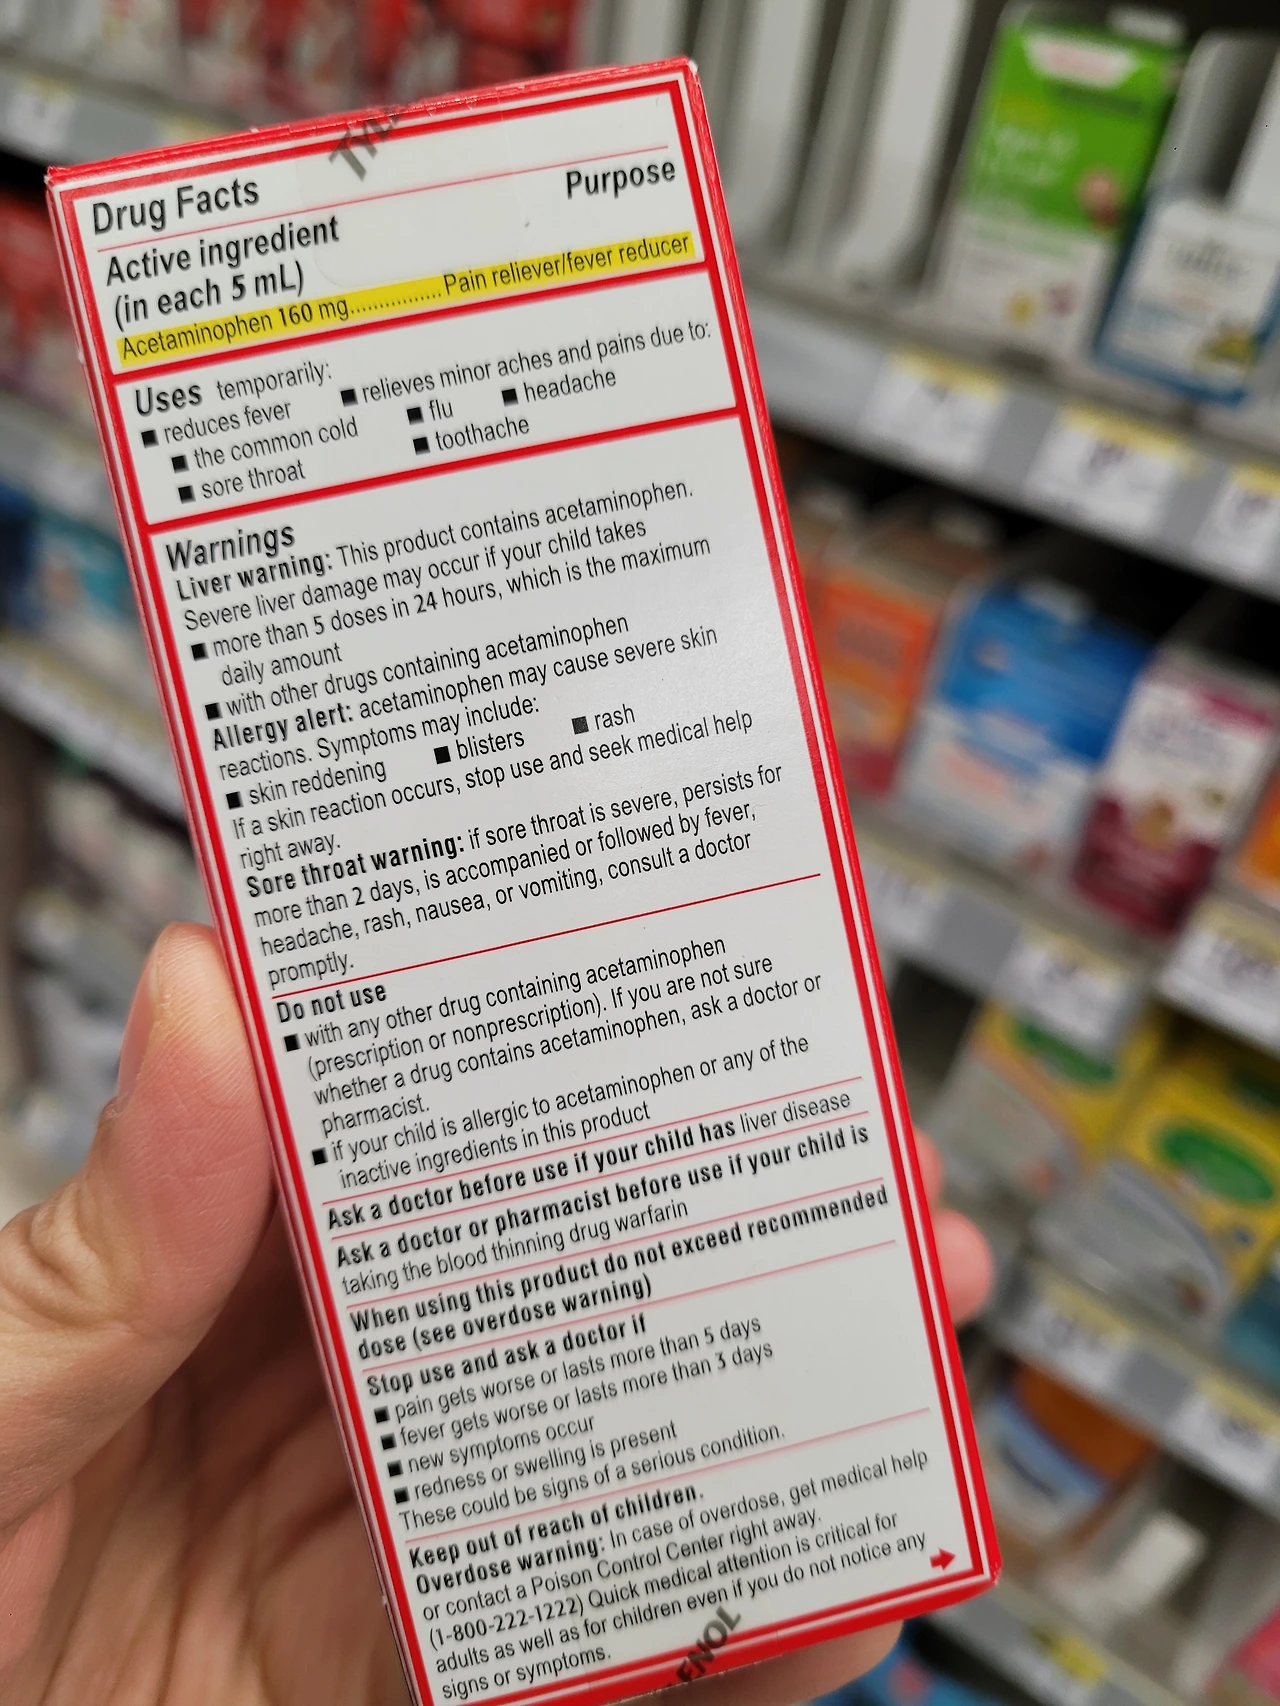 TYL
Drug Facts
Active ingredient
(in each 5 mL)
Purpose
Acetaminophen 160 mg................Pain reliever/fever reducer
Uses temporarily:
■ reduces fever ■ relieves minor aches and pains due to:
■ the common cold ■ flu ■ headache
■ sore throat ■ toothache
Warnings
Liver warning: This product contains acetaminophen.
Severe liver damage may occur if your child takes
■ more than 5 doses in 24 hours, which is the maximum
daily amount
■ with other drugs containing acetaminophen
Allergy alert: acetaminophen may cause severe skin
reactions. Symptoms may include:
■ skin reddening ■ blisters ■ rash
If a skin reaction occurs, stop use and seek medical help
right away.
Sore throat warning: if sore throat is severe, persists for
more than 2 days, is accompanied or followed by fever,
headache, rash, nausea, or vomiting, consult a doctor
promptly.
Do not use
■ with any other drug containing acetaminophen
(prescription or nonprescription). If you are not sure
whether a drug contains acetaminophen, ask a doctor or
pharmacist.
■ if your child is allergic to acetaminophen or any of the
inactive ingredients in this product
Ask a doctor before use if your child has liver disease
Ask a doctor or pharmacist before use if your child is
taking the blood thinning drug warfarin
When using this product do not exceed recommended
dose (see overdose warning)
Stop use and ask a doctor if
■ pain gets worse or lasts more than 5 days
■ fever gets worse or lasts more than 3 days
■ new symptoms occur
■ redness or swelling is present
These could be signs of a serious condition.
Keep out of reach of children.
Overdose warning: In case of overdose, get medical help
or contact a Poison Control Center right away.
(1-800-222-1222) Quick medical attention is critical for
adults as well as for children even if you do not notice any
signs or symptoms.
ENOL